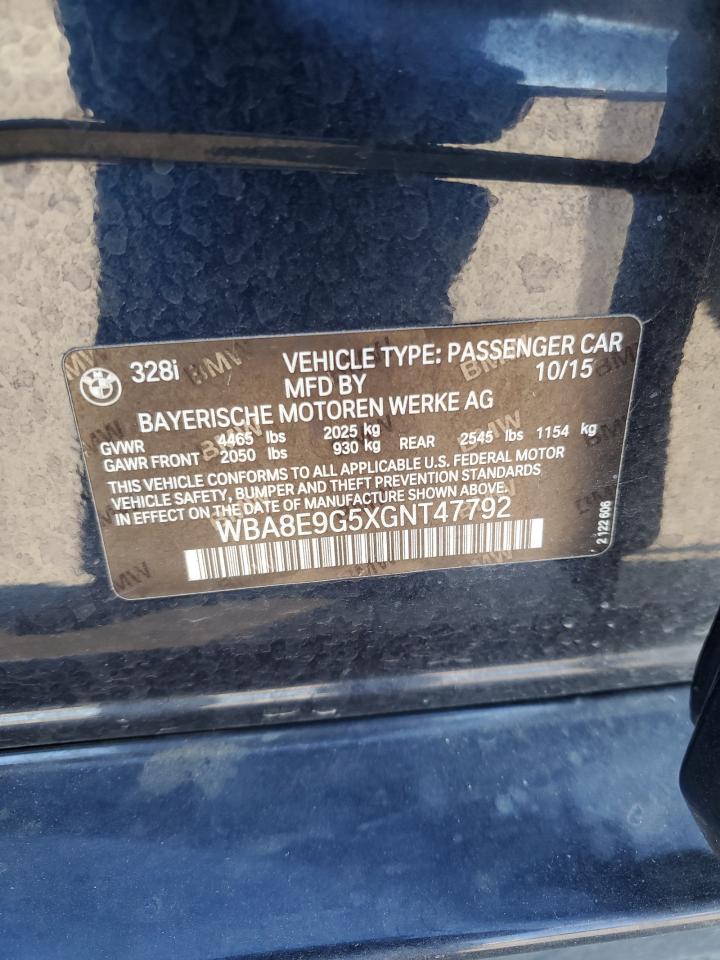 328i VEHICLE TYPE: PASSENGER CAR
MFD BY 10/15
BAYERISCHE MOTOREN WERKE AG
GVWR 4465 lbs 2025 kg
GAWR FRONT 2050 lbs 930 kg REAR 2545 lbs 1154 kg
THIS VEHICLE CONFORMS TO ALL APPLICABLE U.S. FEDERAL MOTOR
VEHICLE SAFETY, BUMPER AND THEFT PREVENTION STANDARDS
IN EFFECT ON THE DATE OF MANUFACTURE SHOWN ABOVE.
WBA8E9G5XGNT47792
2 122 606